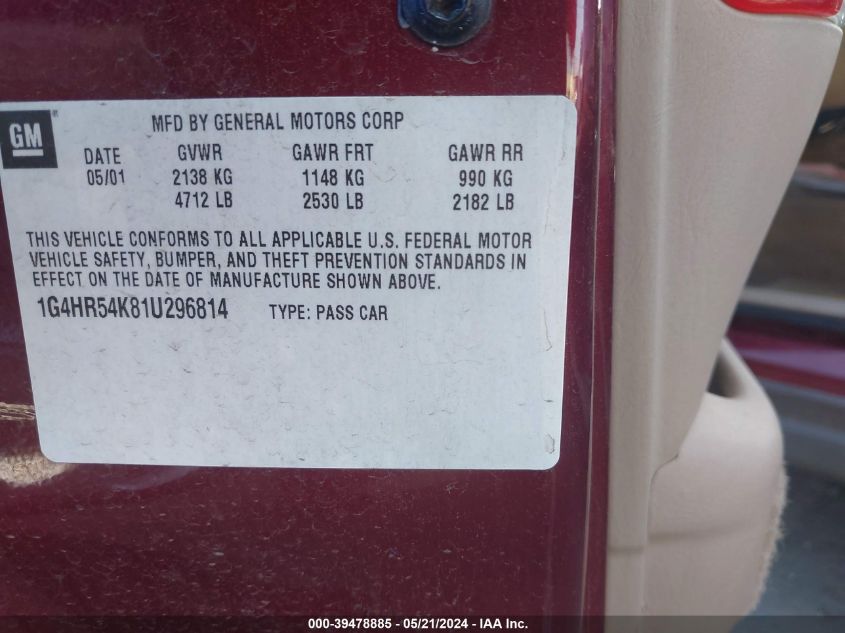 GM
MFD BY GENERAL MOTORS CORP
DATE GVWR GAWR FRT GAWR RR
05/01 2138 KG 1148 KG 990 KG
4712 LB 2530 LB 2182 LB
THIS VEHICLE CONFORMS TO ALL APPLICABLE U.S. FEDERAL MOTOR
VEHICLE SAFETY, BUMPER, AND THEFT PREVENTION STANDARDS IN
EFFECT ON THE DATE OF MANUFACTURE SHOWN ABOVE.
1G4HR54K81U296814 TYPE: PASS CAR
000-39478885 - 05/21/2024 - IAA Inc.